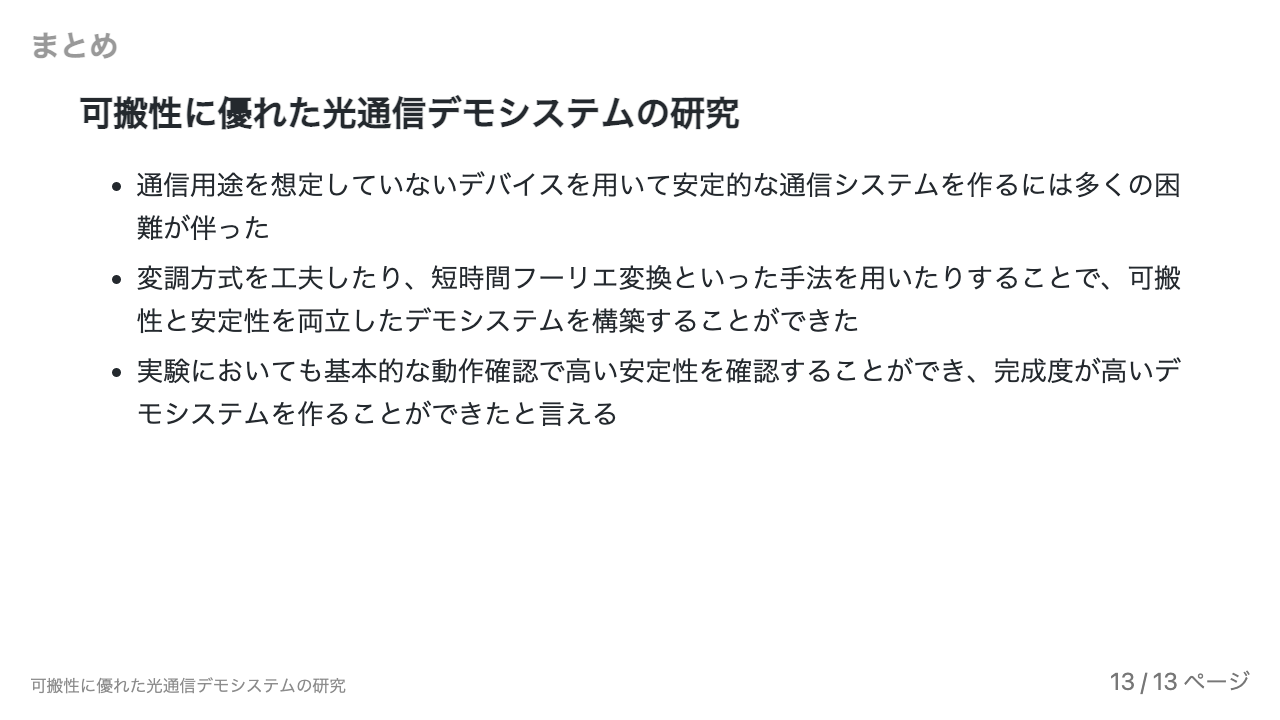 まとめ
可搬性に優れた光通信デモシステムの研究
• 通信用途を想定していないデバイスを用いて安定的な通信システムを作るには多くの困
難が伴った
• 変調方式を工夫したり、短時間フーリエ変換といった手法を用いたりすることで、可搬
性と安定性を両立したデモシステムを構築することができた
• 実験においても基本的な動作確認で高い安定性を確認することができ、完成度が高いデ
モシステムを作ることができたと言える
可搬性に優れた光通信デモシステムの研究
13 / 13 ページ